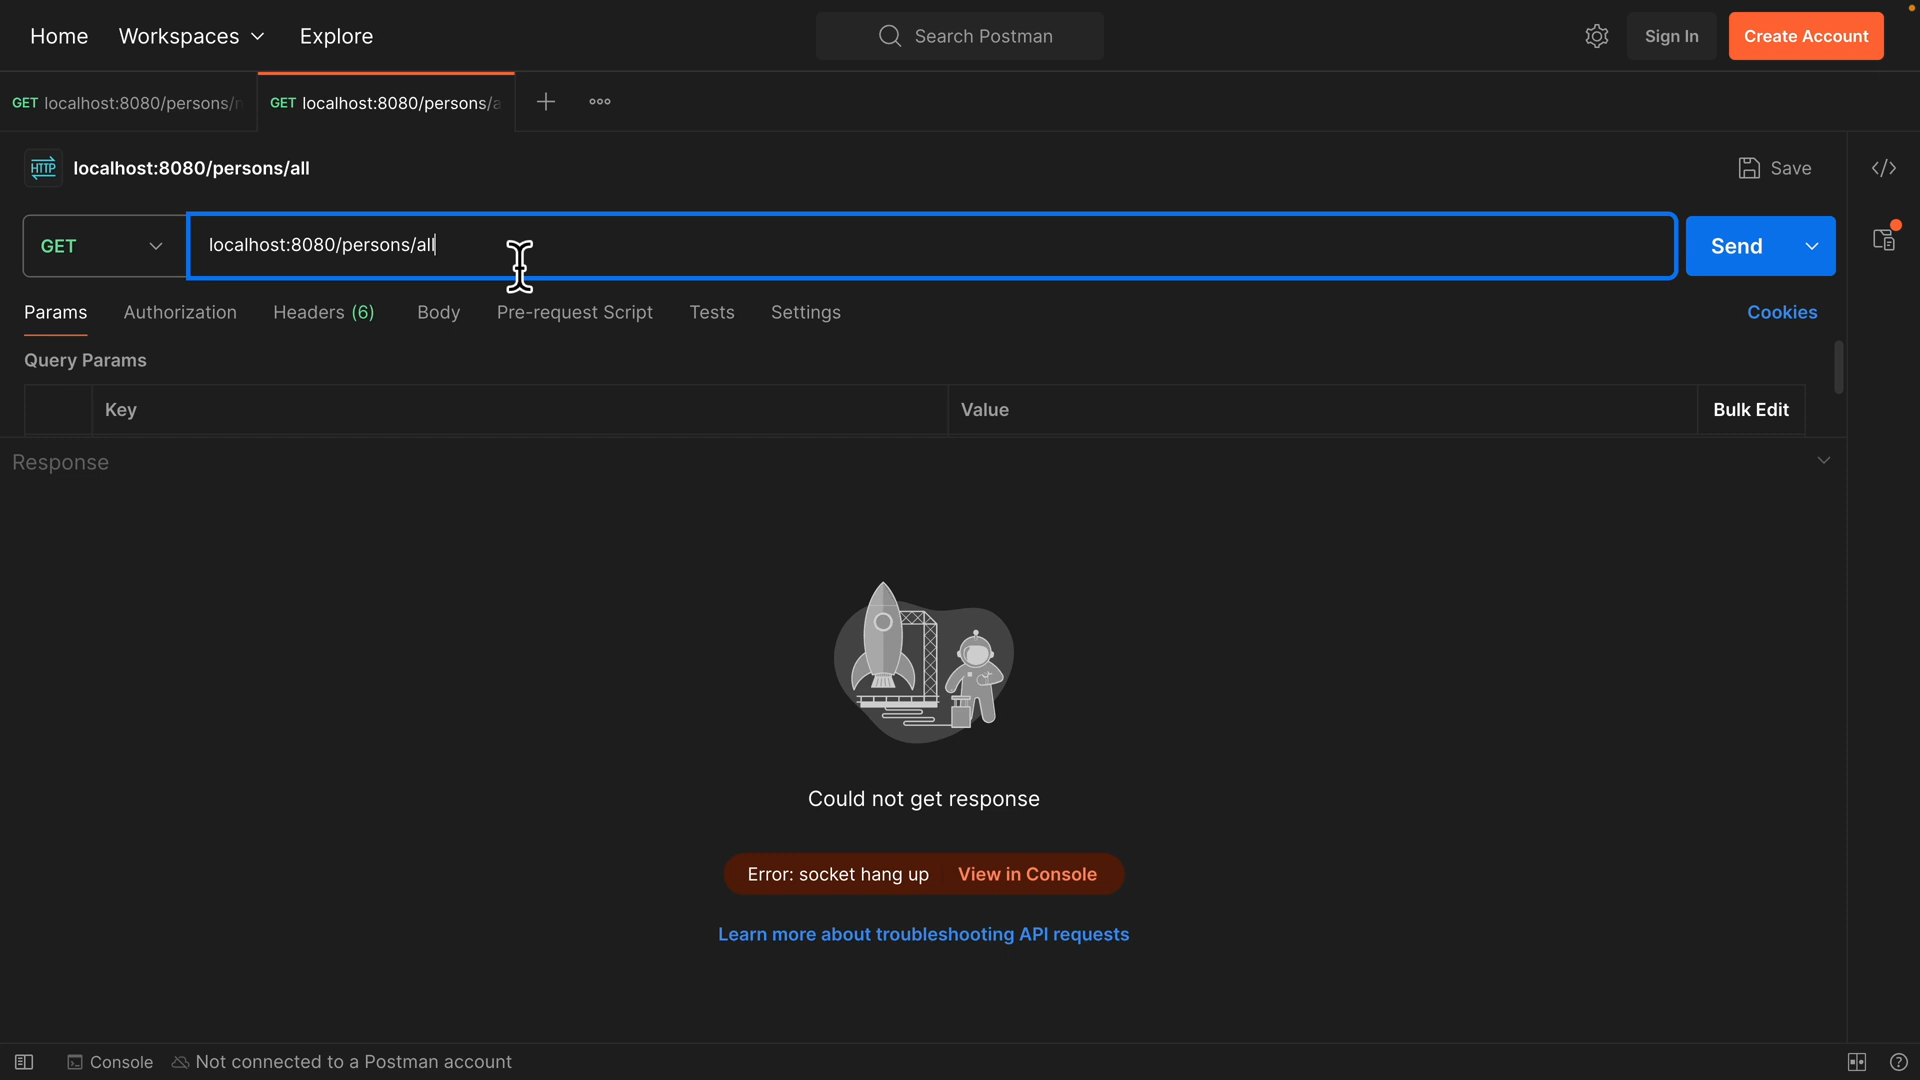 Home Workspaces Explore Search Postman Sign In Create Account
GET localhost:8080/persons/ GET localhost:8080/persons/a
HTTP localhost:8080/persons/all Save </>
GET localhost:8080/persons/all Send
Params Authorization Headers (6) Body Pre-request Script Tests Settings Cookies
Query Params
Key Value Bulk Edit
Response
Could not get response
Error: socket hang up View in Console
Learn more about troubleshooting API requests
Console Not connected to a Postman account